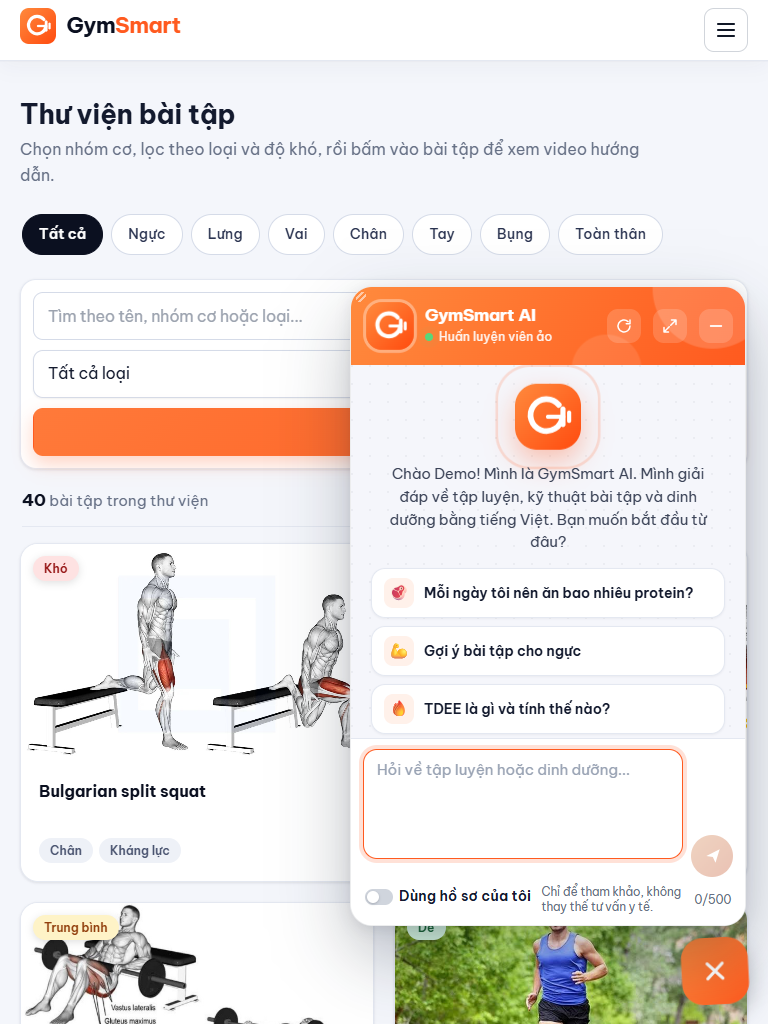 GymSmart
Thư viện bài tập
Chọn nhóm cơ, lọc theo loại và độ khó, rồi bấm vào bài tập để xem video hướng
dẫn.
Tất cả
Ngực
Lưng
Vai
Chân
Tay
Bụng
Toàn thân
Tìm theo tên, nhóm cơ hoặc loại...
Tất cả loại
40 bài tập trong thư viện
Khó
Bulgarian split squat
Chân
Kháng lực
Trung bình
Vastus lateralis
Gluteus maximus
Dễ
GymSmart AI
Huấn luyện viên ảo
Chào Demo! Mình là GymSmart AI. Mình giải
đáp về tập luyện, kỹ thuật bài tập và dinh
dưỡng bằng tiếng Việt. Bạn muốn bắt đầu từ
đâu?
Mỗi ngày tôi nên ăn bao nhiêu protein?
Gợi ý bài tập cho ngực
TDEE là gì và tính thế nào?
Hỏi về tập luyện hoặc dinh dưỡng...
Dùng hồ sơ của tôi
Chỉ để tham khảo, không
thay thế tư vấn y tế.
0/500